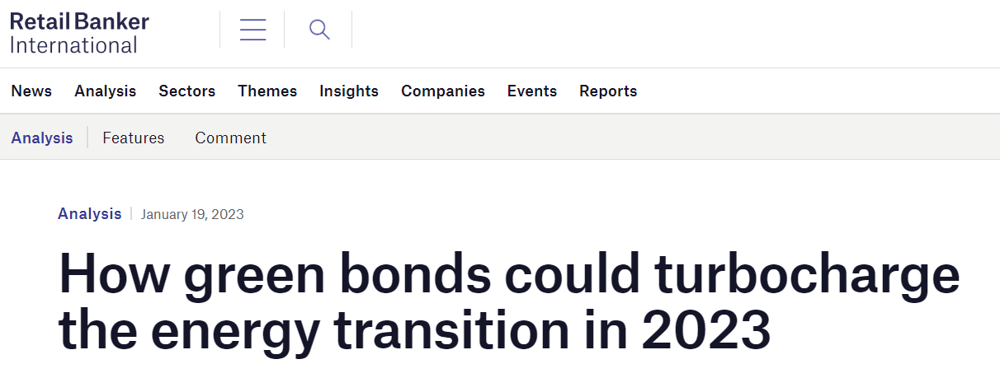 Retail Banker
International
News Analysis Sectors Themes Insights Companies Events Reports
Analysis Features Comment
Analysis January 19, 2023
How green bonds could turbocharge
the energy transition in 2023